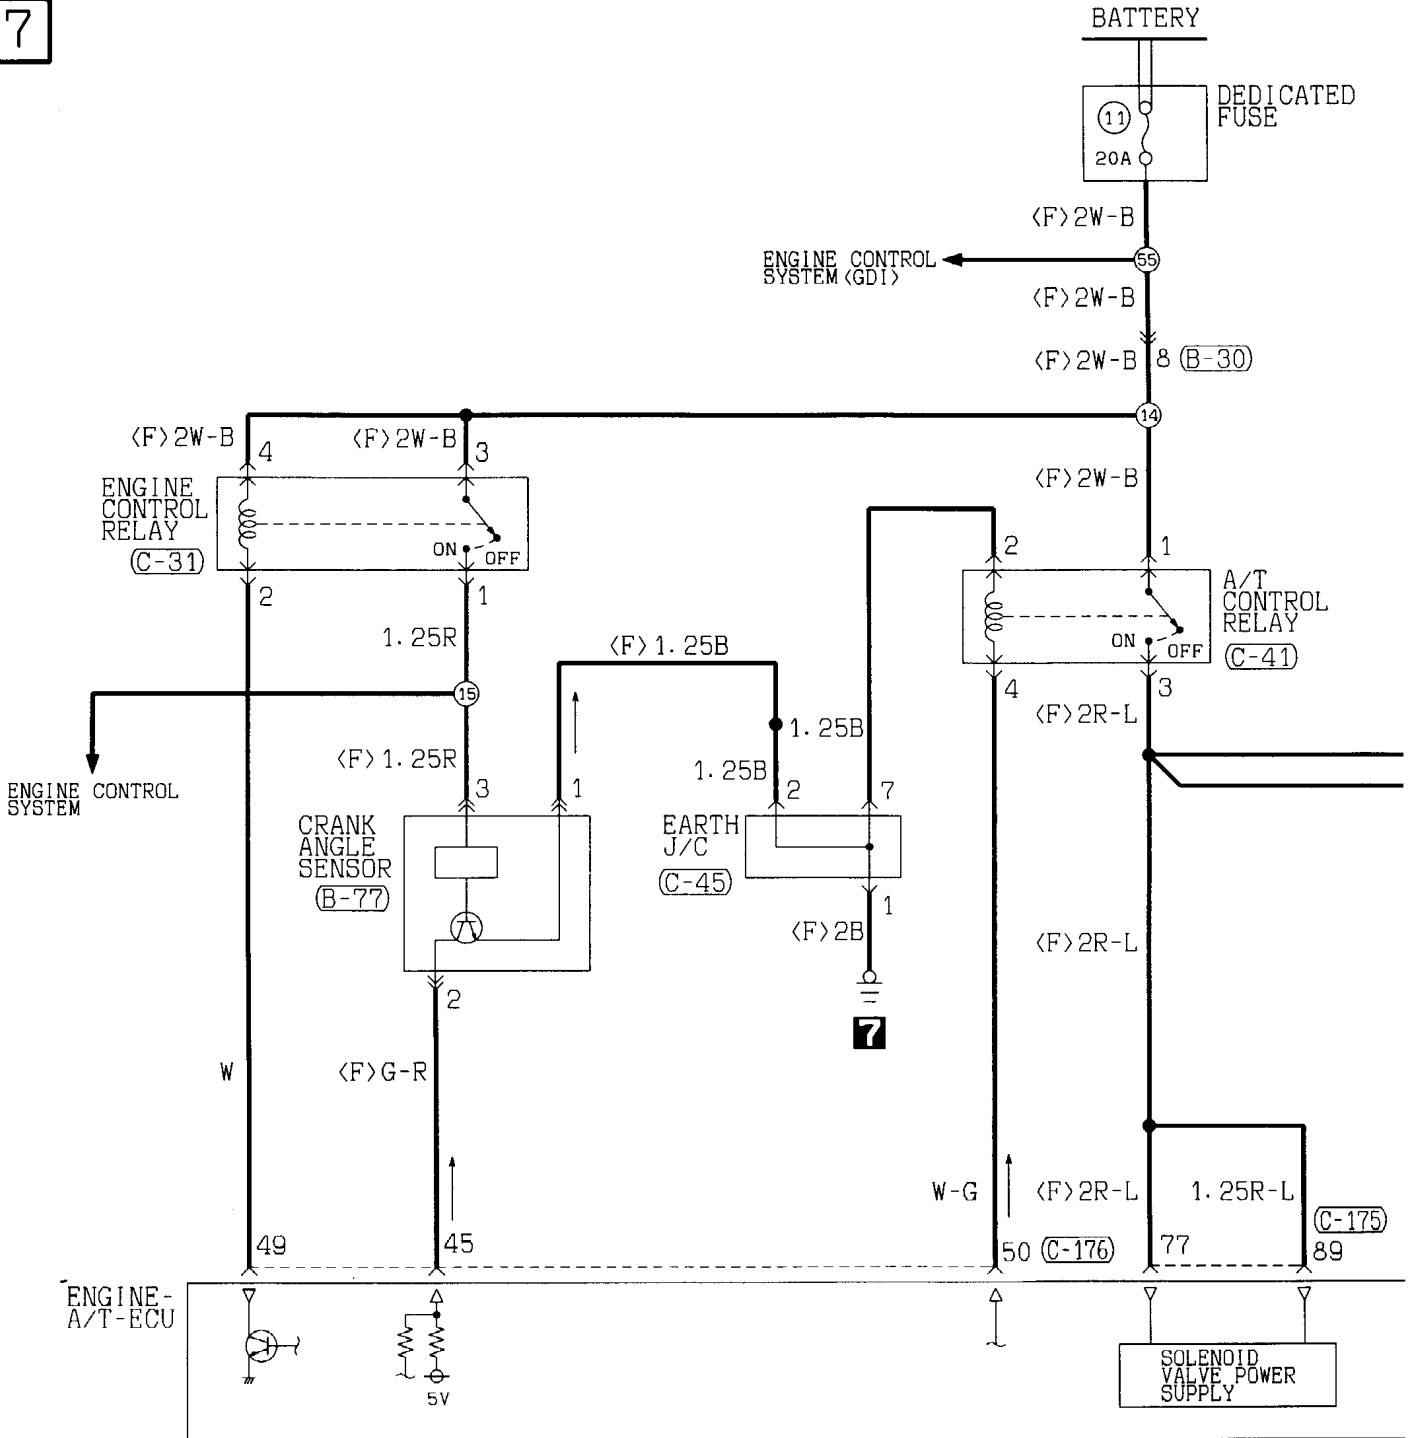 7
BATTERY
DEDICATED
FUSE
11
20A
<F>2W-B
ENGINE CONTROL
SYSTEM<GDI>
55
<F>2W-B
<F>2W-B
8
B-30
14
<F>2W-B
4
<F>2W-B
3
<F>2W-B
ENGINE
CONTROL
RELAY
C-31
ON
OFF
2
1
2
1
A/T
CONTROL
RELAY
C-41
ON
OFF
1.25R
<F>1.25B
4
3
15
<F>2R-L
1.25B
<F>1.25R
1.25B
ENGINE CONTROL
SYSTEM
3
1
2
7
CRANK
ANGLE
SENSOR
B-77
EARTH
J/C
C-45
1
<F>2B
<F>2R-L
2
7
W
<F>G-R
W-G
<F>2R-L
1.25R-L
C-175
49
45
50
C-176
77
89
ENGINE-
A/T-ECU
5V
SOLENOID
VALVE POWER
SUPPLY